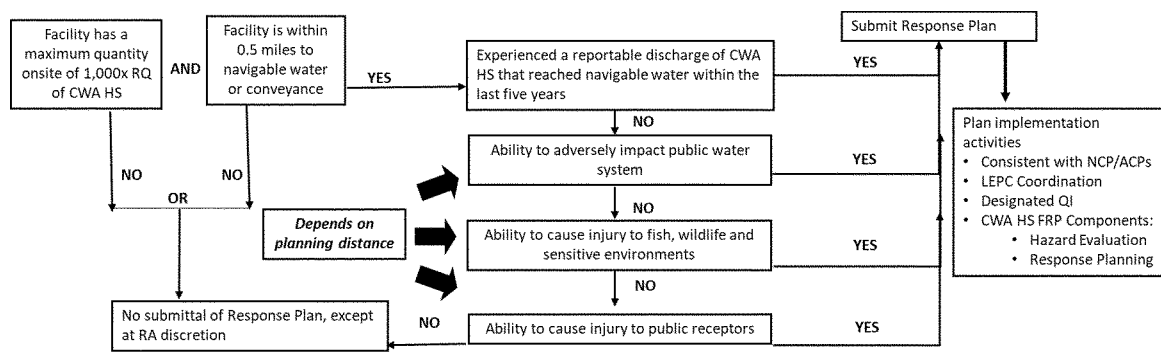 Facility has a
maximum quantity
onsite of 1,000x RQ
of CWA HS
AND
Facility is within
0.5 miles to
navigable water
or conveyance
YES
Experienced a reportable discharge of CWA
HS that reached navigable water within the
last five years
YES
Submit Response Plan
NO
NO
OR
NO
Ability to adversely impact public water
system
YES
Plan implementation
activities
• Consistent with NCP/ACPs
• LEPC Coordination
• Designated QI
• CWA HS FRP Components:
• Hazard Evaluation
• Response Planning
Depends on
planning distance
NO
Ability to cause injury to fish, wildlife and
sensitive environments
YES
NO
No submittal of Response Plan, except
at RA discretion
NO
Ability to cause injury to public receptors
YES